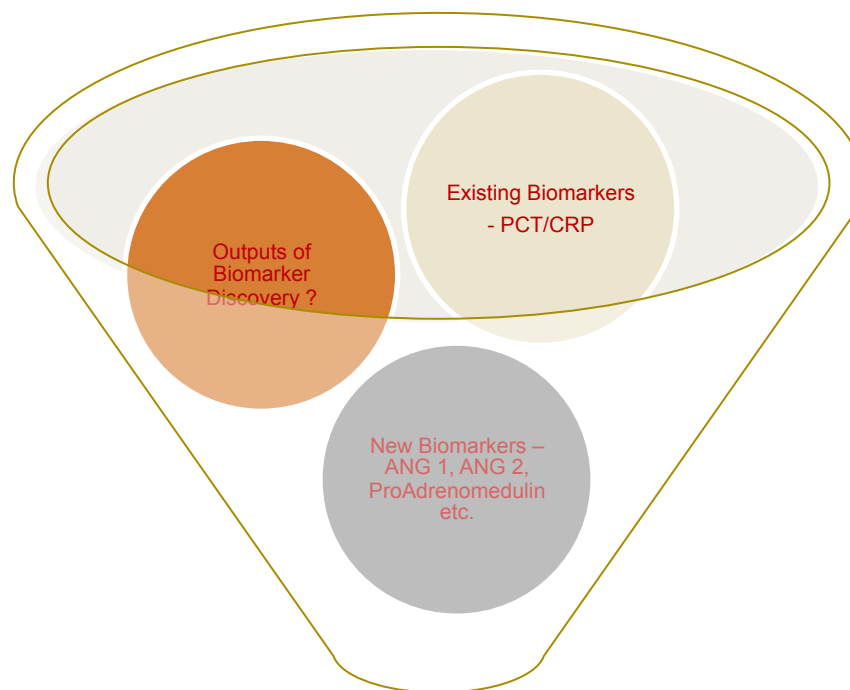 Existing Biomarkers
- PCT/CRP
Outputs of
Biomarker
Discovery ?
New Biomarkers –
ANG 1, ANG 2,
ProAdrenomedulin
etc.